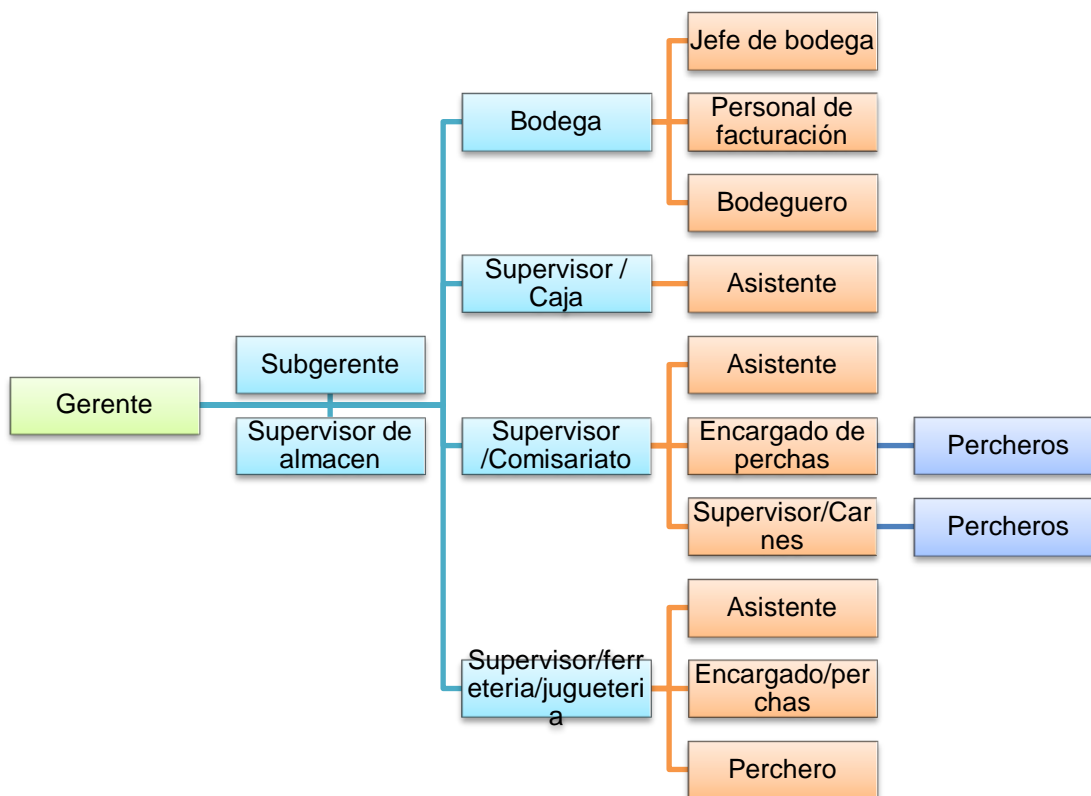 Jefe de bodega
Bodega
Personal de
facturación
Bodeguero
Supervisor /
Caja
Asistente
Subgerente
Gerente
Supervisor de
almacen
Asistente
Supervisor
/Comisariato
Encargado de
perchas
Percheros
Supervisor/Car
nes
Percheros
Asistente
Supervisor/ferr
eteria/jugueteri
a
Encargado/per
chas
Perchero